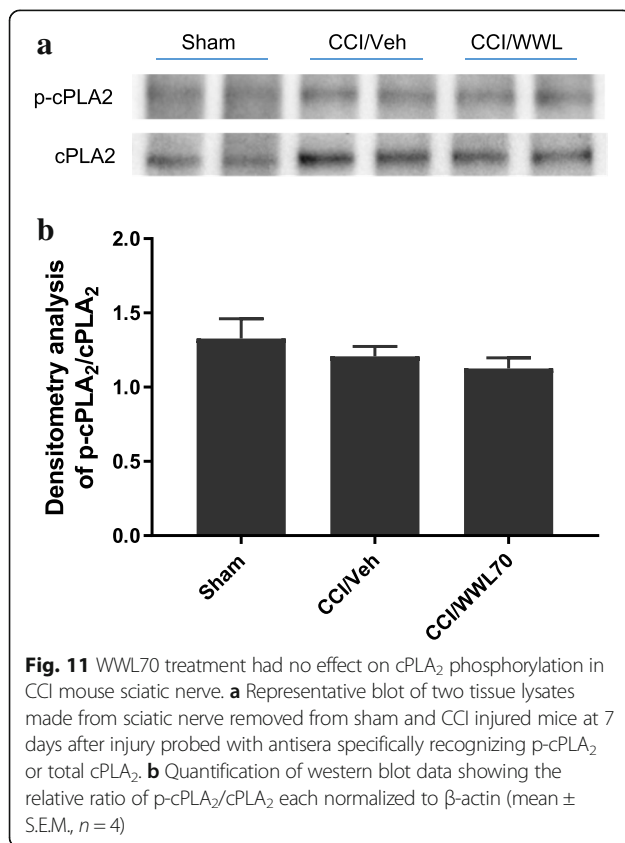 a
Sham CCI/Veh CCI/WWL
p-cPLA2
cPLA2
b
Densitometry analysis
of p-cPLA₂/cPLA₂
2.0
1.5
1.0
0.5
0.0
Sham
CCI/Veh
CCI/WWL70
Fig. 11 WWL70 treatment had no effect on cPLA₂ phosphorylation in
CCI mouse sciatic nerve. a Representative blot of two tissue lysates
made from sciatic nerve removed from sham and CCI injured mice at 7
days after injury probed with antisera specifically recognizing p-cPLA₂
or total cPLA₂. b Quantification of western blot data showing the
relative ratio of p-cPLA₂/cPLA₂ each normalized to β-actin (mean ±
S.E.M., n = 4)